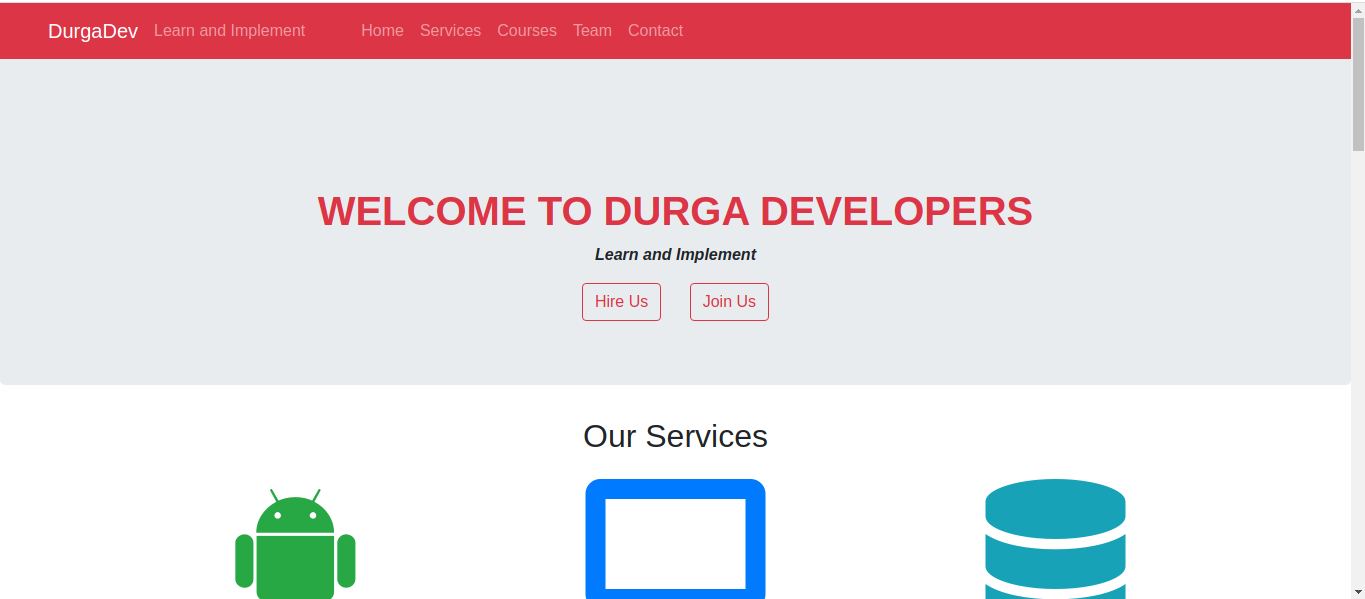 DurgaDev Learn and Implement Home Services Courses Team Contact
WELCOME TO DURGA DEVELOPERS
Learn and Implement
Hire Us Join Us
Our Services